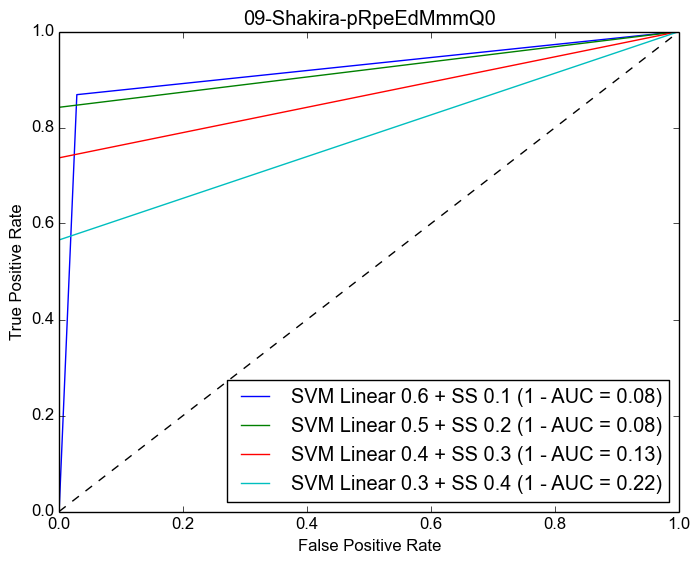 09-Shakira-pRpeEdMmmQ0
1.0
0.8
0.6
0.4
0.2
0.0
True Positive Rate
SVM Linear 0.6 + SS 0.1 (1 - AUC = 0.08)
SVM Linear 0.5 + SS 0.2 (1 - AUC = 0.08)
SVM Linear 0.4 + SS 0.3 (1 - AUC = 0.13)
SVM Linear 0.3 + SS 0.4 (1 - AUC = 0.22)
0.0 0.2 0.4 0.6 0.8 1.0
False Positive Rate